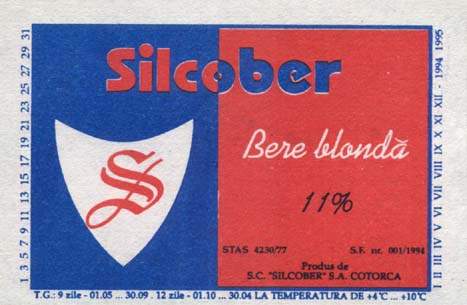 Silcober
Bere blondă
11%
S
STAS 4230/77 S.F. nr. 001/1994
Produs de
S.C. "SILCOBER" S.A. COTORCA
T.G.: 9 zile - 01.05 ... 30.09 . 12 zile - 01.10 ... 30.04 LA TEMPERATURA DE +4°C ... +10°C
1 3 5 7 9 11 13 15 17 19 21 23 25 27 29 31
I II III IV V VI VII VIII IX X XI XII - 1994 1995